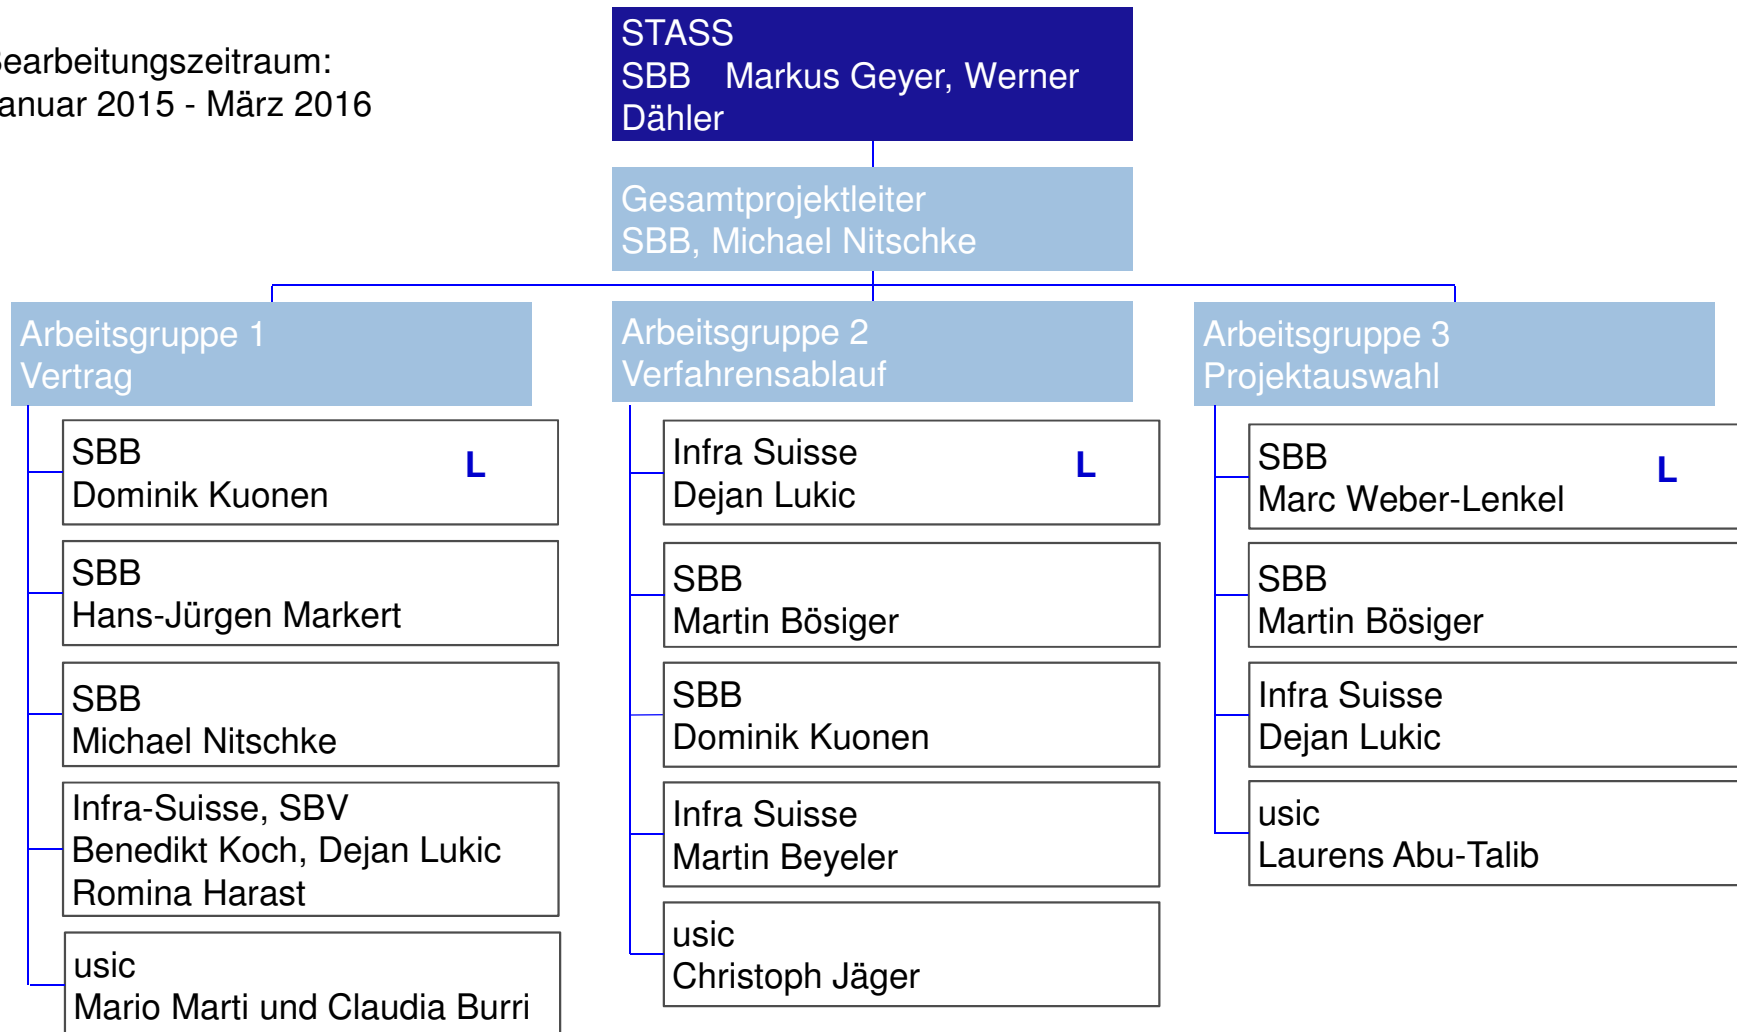 earbeitungszeitraum:
anuar 2015 - März 2016
STASS
SBB Markus Geyer, Werner
Dähler
Gesamtprojektleiter
SBB, Michael Nitschke
Arbeitsgruppe 1
Vertrag
SBB
Dominik Kuonen
L
SBB
Hans-Jürgen Markert
SBB
Michael Nitschke
Infra-Suisse, SBV
Benedikt Koch, Dejan Lukic
Romina Harast
usic
Mario Marti und Claudia Burri
Arbeitsgruppe 2
Verfahrensablauf
Infra Suisse
Dejan Lukic
L
SBB
Martin Bösiger
SBB
Dominik Kuonen
Infra Suisse
Martin Beyeler
usic
Christoph Jäger
Arbeitsgruppe 3
Projektauswahl
SBB
Marc Weber-Lenkel
L
SBB
Martin Bösiger
Infra Suisse
Dejan Lukic
usic
Laurens Abu-Talib